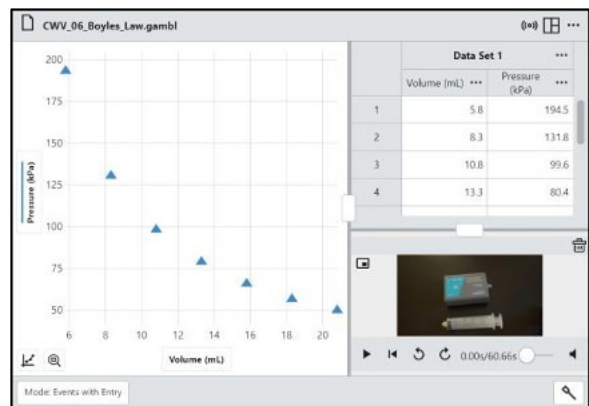 CWV_06_Boyles_Law.gambl
200
175
150
125
100
75
50
Pressure (kPa)
6 8 10 12 14 16 18 20
Volume (mL)
Data Set 1
Volume (mL) Pressure (kPa)
1 5.8 194.5
2 8.3 131.8
3 10.8 99.6
4 13.3 80.4
0.00s/60.66s
Mode: Events with Entry